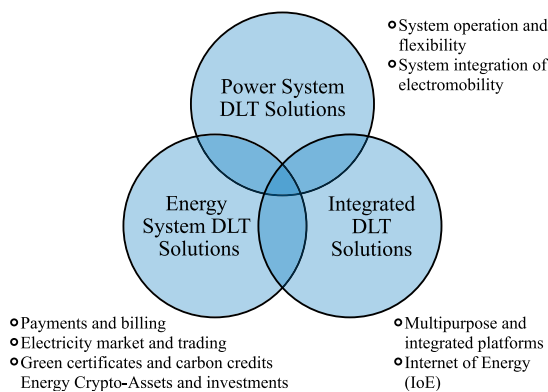 System operation and
flexibility
System integration of
electromobility
Power System
DLT Solutions
Energy
System DLT
Solutions
Integrated
DLT
Solutions
Payments and billing
Electricity market and trading
Green certificates and carbon credits
Energy Crypto-Assets and investments
Multipurpose and
integrated platforms
Internet of Energy
(IoE)